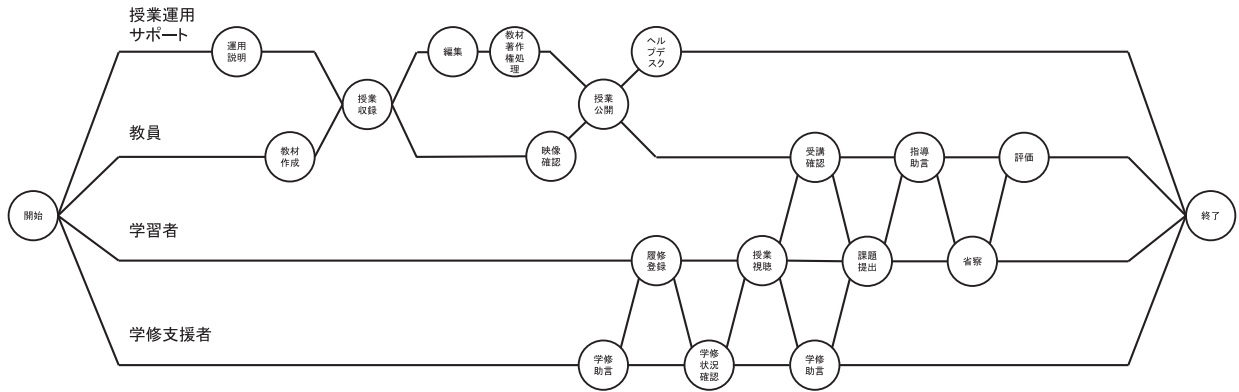 授業運用
サポート
運用
説明
編集
教材
著作
権処
理
ヘル
プデ
スク
授業
収録
授業
公開
教員
教材
作成
映像
確認
受講
確認
指導
助言
評価
開始
終了
学習者
履修
登録
授業
視聴
課題
提出
省察
学修支援者
学修
助言
学修
状況
確認
学修
助言